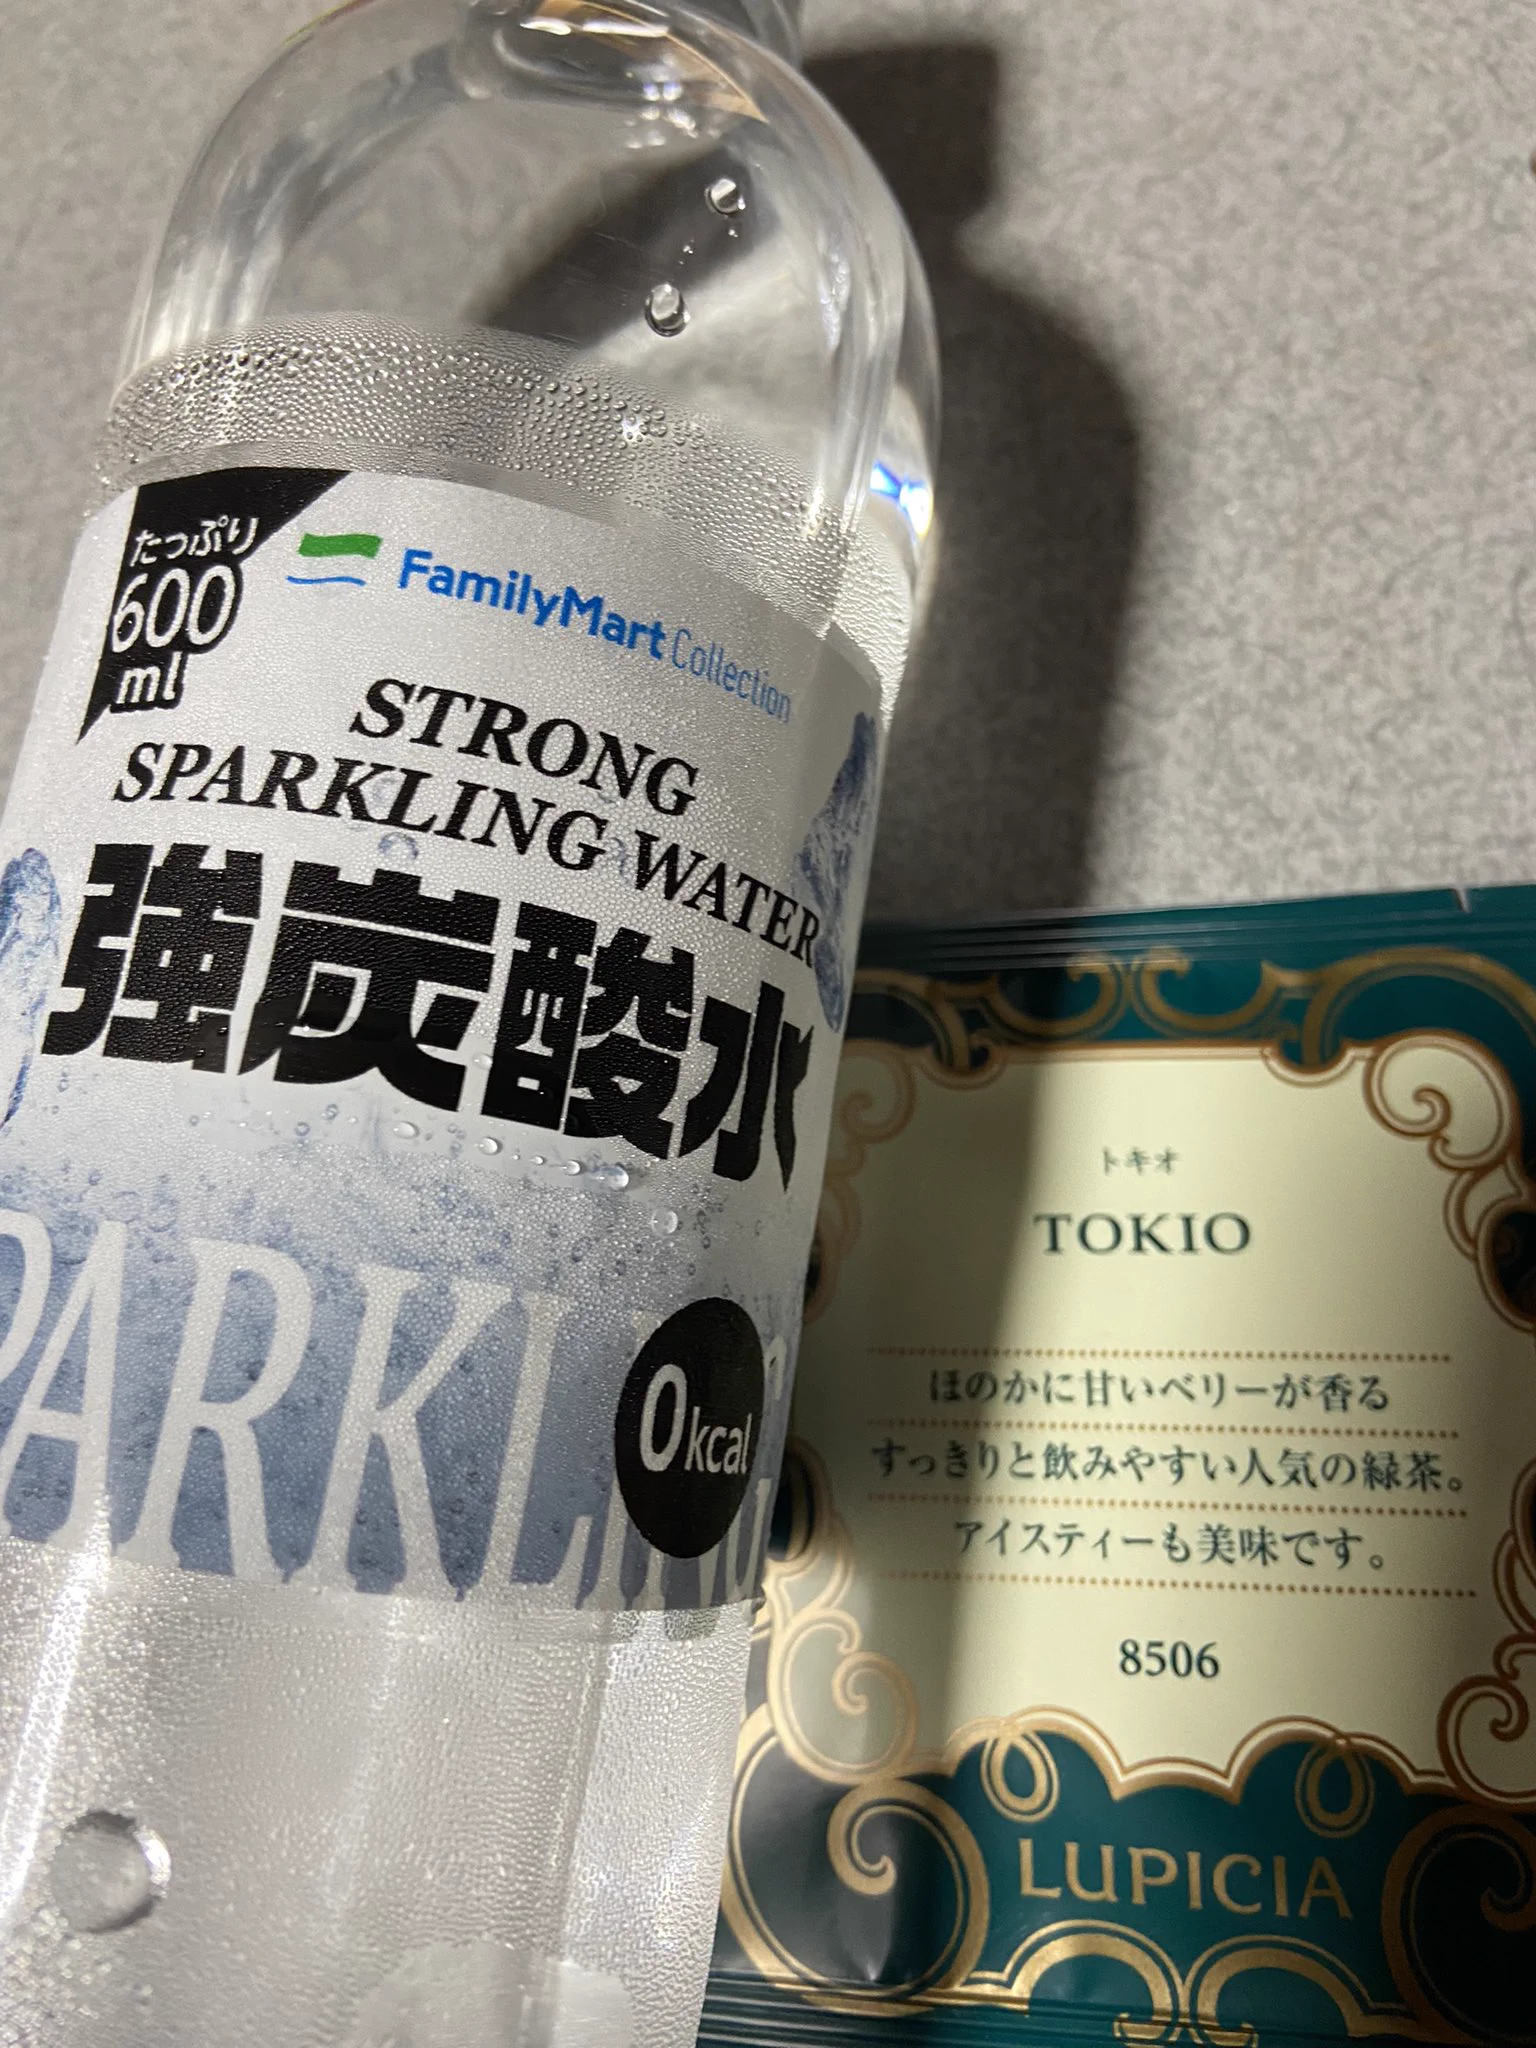 たっぷり
600
ml
FamilyMart Collection
STRONG
SPARKLING WATER
強炭酸水
0kcal
トキオ
TOKIO
ほのかに甘いベリーが香る
すっきりと飲みやすい人気の緑茶。
アイスティーも美味です。
8506
LUPICIA